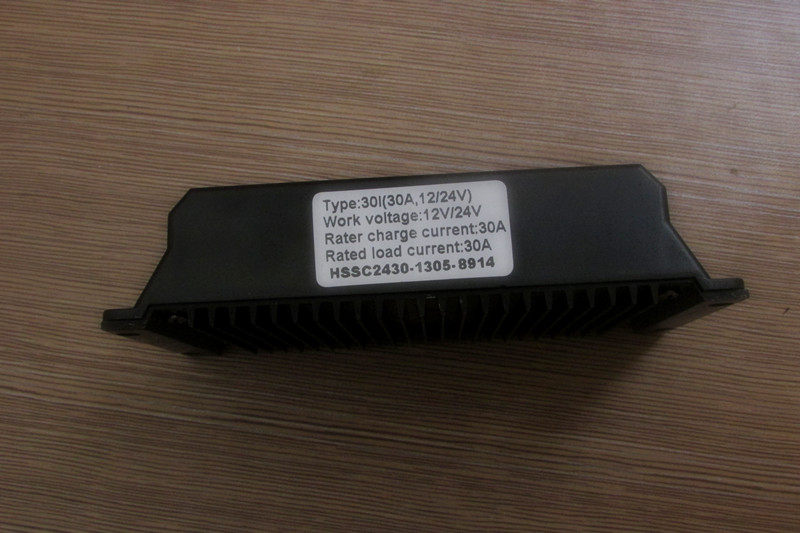 Type:30I(30A,12/24V)
Work voltage:12V/24V
Rater charge current:30A
Rated load current:30A
HSSC2430-1305-8914